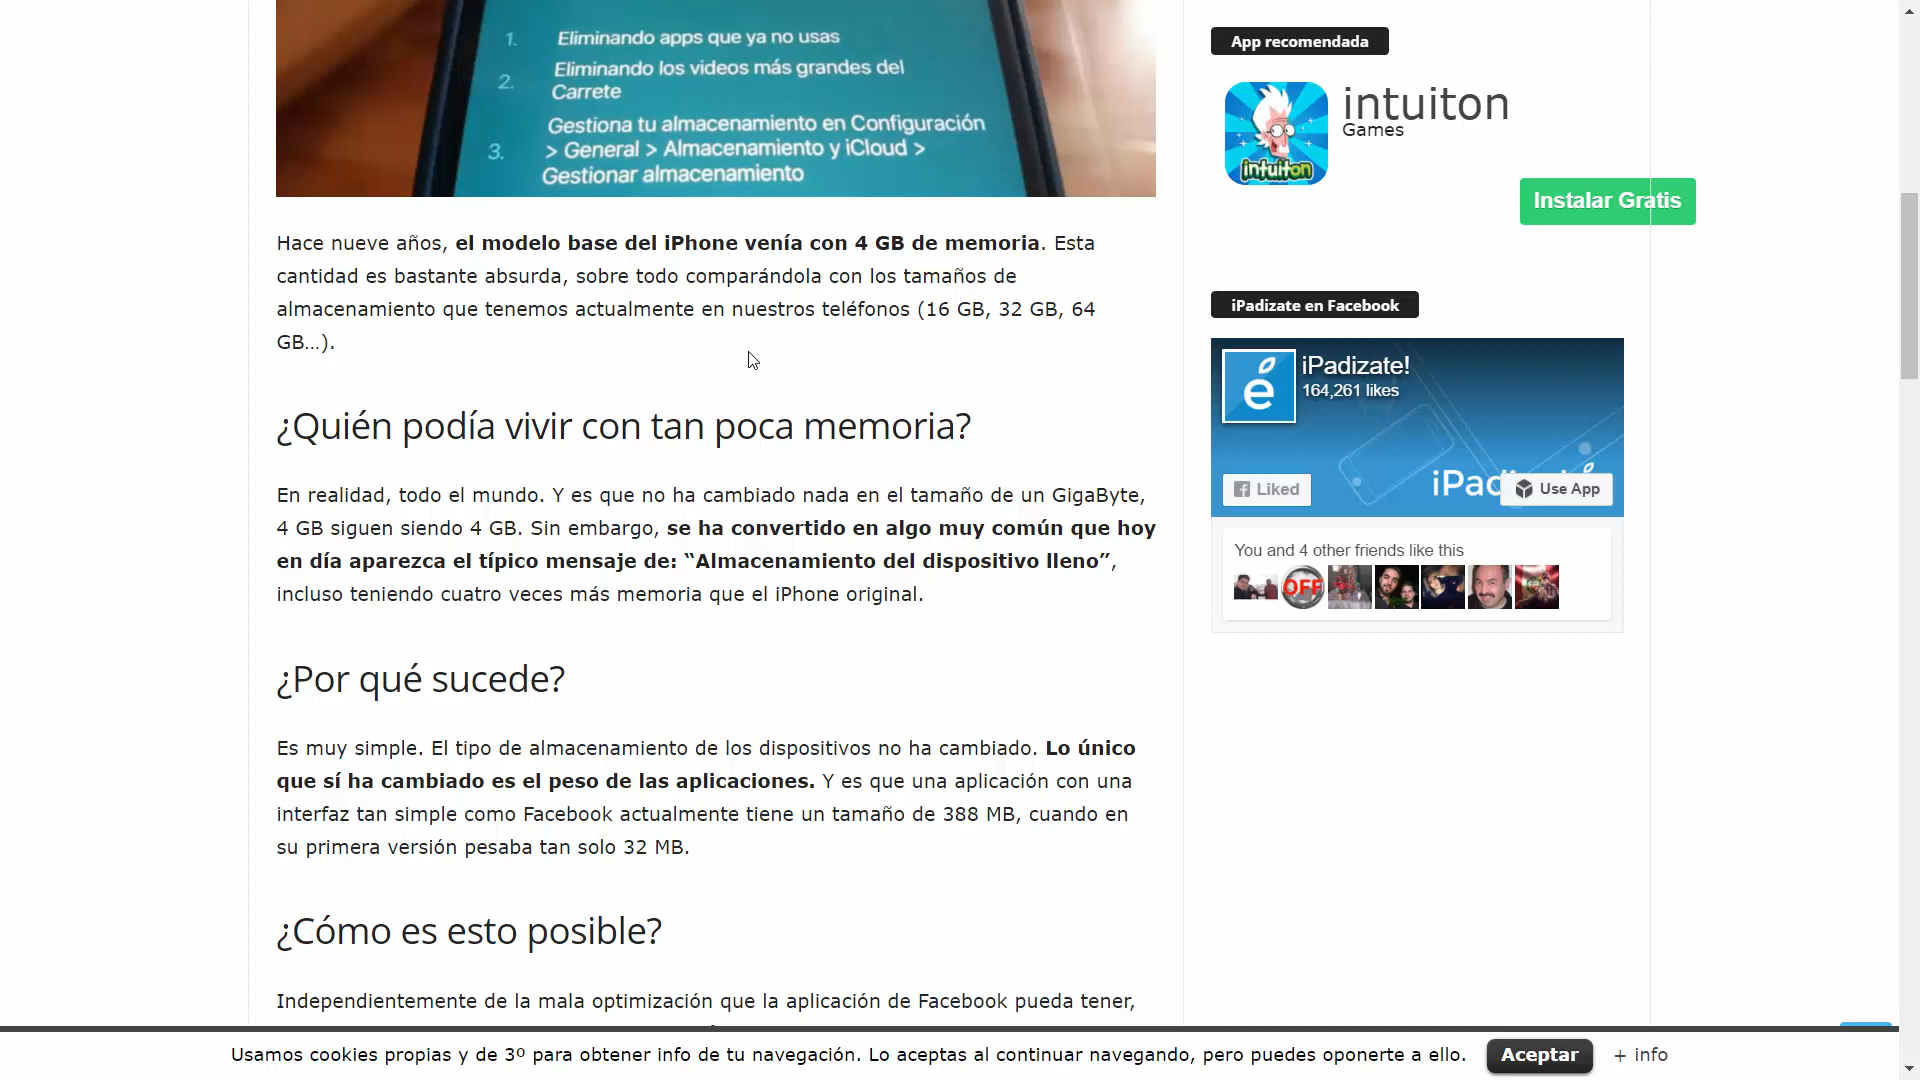 1. Eliminando apps que ya no usas
2. Eliminando los videos más grandes del
Carrete
3. Gestiona tu almacenamiento en Configuración
> General > Almacenamiento y iCloud >
Gestionar almacenamiento
Hace nueve años, el modelo base del iPhone venía con 4 GB de memoria. Esta
cantidad es bastante absurda, sobre todo comparándola con los tamaños de
almacenamiento que tenemos actualmente en nuestros teléfonos (16 GB, 32 GB, 64
GB…).
¿Quién podía vivir con tan poca memoria?
En realidad, todo el mundo. Y es que no ha cambiado nada en el tamaño de un GigaByte,
4 GB siguen siendo 4 GB. Sin embargo, se ha convertido en algo muy común que hoy
en día aparezca el típico mensaje de: “Almacenamiento del dispositivo lleno”,
incluso teniendo cuatro veces más memoria que el iPhone original.
¿Por qué sucede?
Es muy simple. El tipo de almacenamiento de los dispositivos no ha cambiado. Lo único
que sí ha cambiado es el peso de las aplicaciones. Y es que una aplicación con una
interfaz tan simple como Facebook actualmente tiene un tamaño de 388 MB, cuando en
su primera versión pesaba tan solo 32 MB.
¿Cómo es esto posible?
Independientemente de la mala optimización que la aplicación de Facebook pueda tener,
App recomendada
intuiton
Games
intuiton
Instalar Gratis
iPadizate en Facebook
é
iPadizate!
164,261 likes
Liked
Use App
You and 4 other friends like this
OFF
Usamos cookies propias y de 3º para obtener info de tu navegación. Lo aceptas al continuar navegando, pero puedes oponerte a ello.
Aceptar
+ info